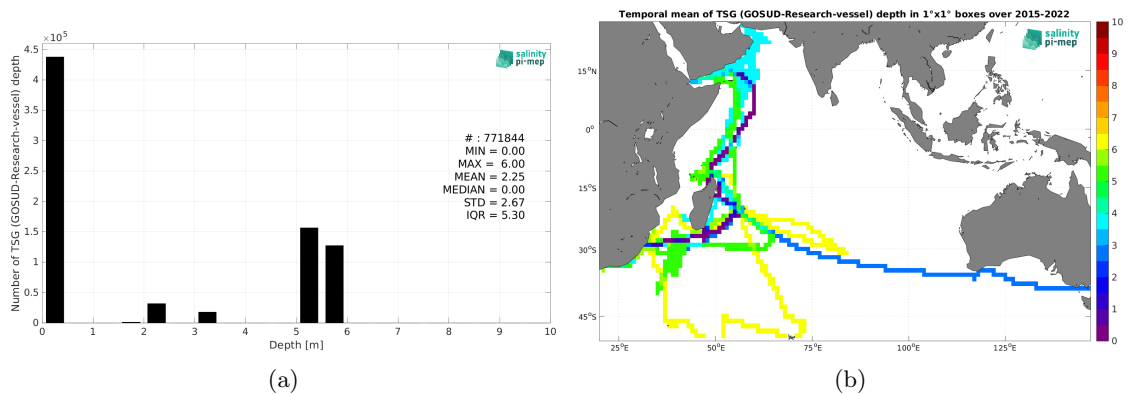 ×10⁵
4.5
4
3.5
3
2.5
2
1.5
1
0.5
0
Number of TSG (GOSUD-Research-vessel) depth
salinity
pi-mep
# : 771844
MIN = 0.00
MAX = 6.00
MEAN = 2.25
MEDIAN = 0.00
STD = 2.67
IQR = 5.30
0 1 2 3 4 5 6 7 8 9 10
Depth [m]
(a)
Temporal mean of TSG (GOSUD-Research-vessel) depth in 1°x1° boxes over 2015-2022
salinity
pi-mep
15°N
0°
15°S
30°S
45°S
25°E 50°E 75°E 100°E 125°E
10
9
8
7
6
5
4
3
2
1
0
(b)